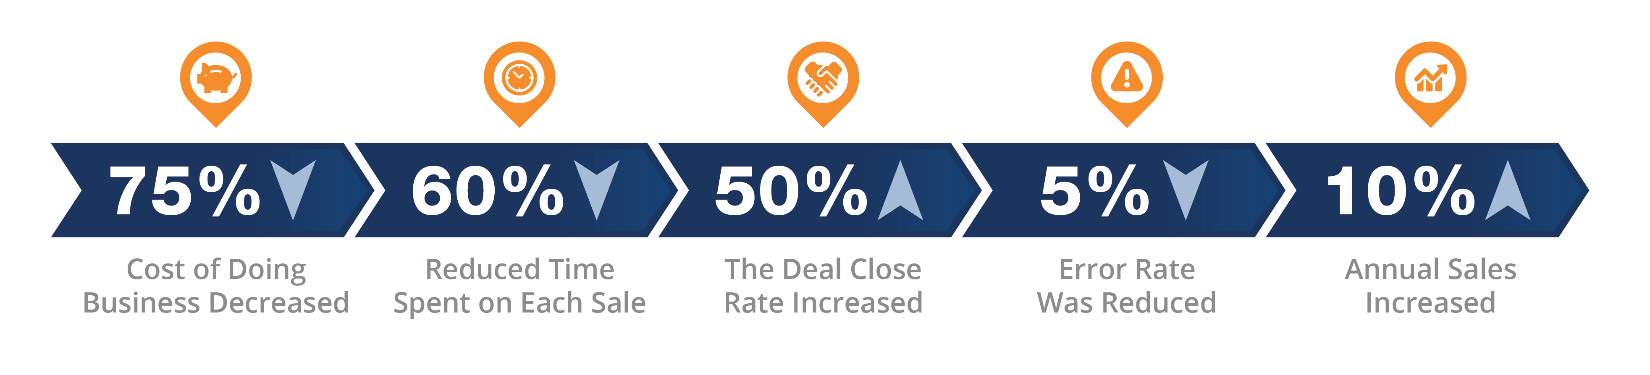 75%
60%
50%
5%
10%
Cost of Doing
Business Decreased
Reduced Time
Spent on Each Sale
The Deal Close
Rate Increased
Error Rate
Was Reduced
Annual Sales
Increased